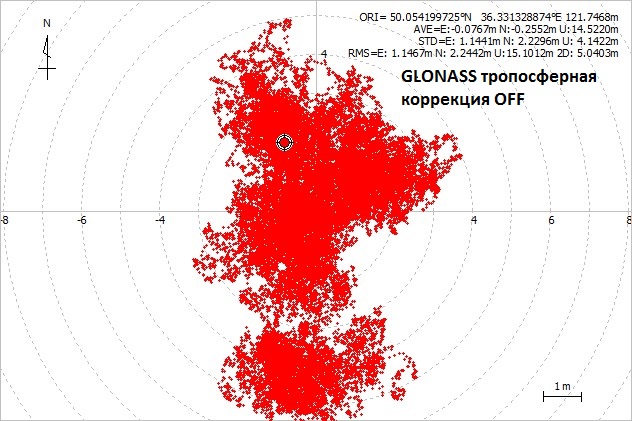 ORI= 50.054199725°N 36.331328874°E 121.7468m
AVE=E:-0.0767m N:-0.2552m U:14.5220m
STD=E: 1.1441m N: 2.2296m U: 4.1422m
RMS=E: 1.1467m N: 2.2442m U:15.1012m 2D: 5.0403m
N
4
GLONASS тропосферная
коррекция OFF
-8 -6 -4 4 6 8
1 m